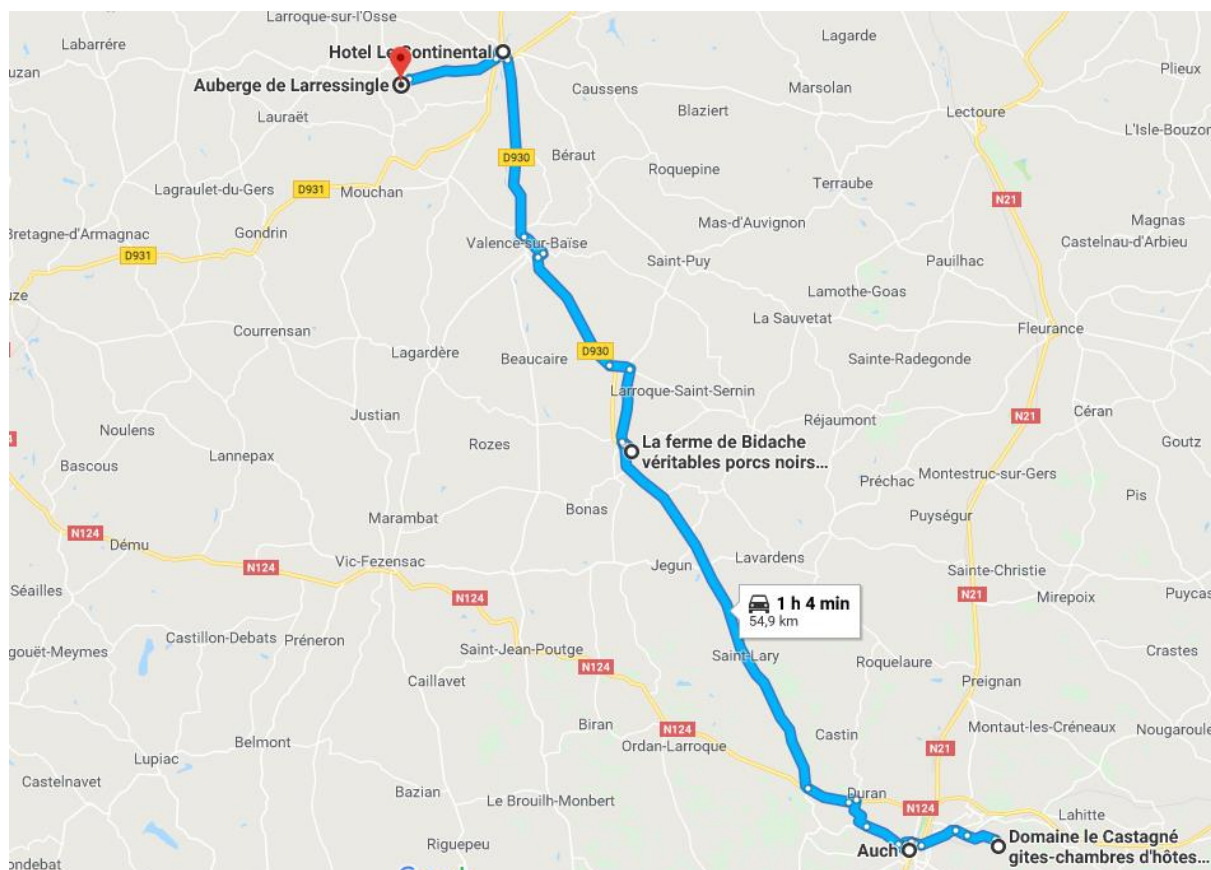 Larroque-sur-l'Osse
Lagarde
Labarrére
Hotel Le Continental
Plieux
Auberge de Larressingle
Caussens
Marsolan
Blaziert
Lectoure
Lauraët
L'Isle-Bouzon
D930
Béraut
Roquepine
Terraube
Lagraulet-du-Gers
D931
Mouchan
N21
Mas-d'Auvignon
Magnas
Bretagne-d'Armagnac
Gondrin
Valence-sur-Baïse
Castelnau-d'Arbieu
D931
Saint-Puy
Pauilhac
Lamothe-Goas
La Sauvetat
Courrensan
Fleurance
Lagardère
Beaucaire
D930
Sainte-Radegonde
Larroque-Saint-Sernin
Justian
Réjaumont
N21
Céran
Noulens
Rozes
La ferme de Bidache
véritables porcs noirs...
Goutz
Lannepax
Bascous
Préchac
Montestruc-sur-Gers
Pis
Bonas
Marambat
Puységur
N124
Dému
N124
Vic-Fezensac
Jegun
Lavardens
Sainte-Christie
Séailles
N124
N21
Mirepoix
Puycas
1 h 4 min
54,9 km
Castillon-Debats
Préneron
Saint-Jean-Poutge
Saint-Lary
Roquelaure
Crastes
gouët-Meymes
N124
Caillavet
Preignan
Biran
N124
Castin
Montaut-les-Créneaux
Nougaroule
Belmont
Ordan-Larroque
N21
Lupiac
Castelnavet
Bazian
Le Brouilh-Monbert
Duran
N124
Lahitte
Riguepeu
Auch
Domaine le Castagné
gites-chambres d'hôtes...
ondebat